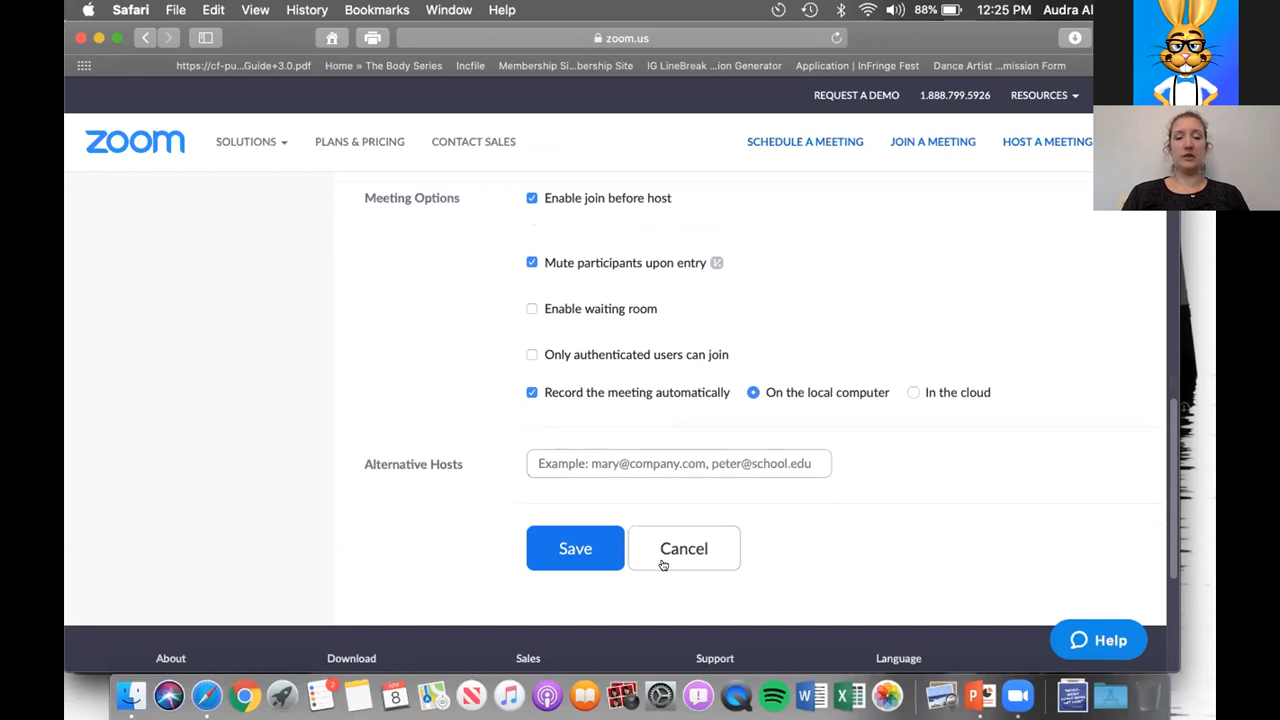 Safari File Edit View History Bookmarks Window Help 88% 12:25 PM Audra Al
zoom.us
https://cf-pu...Guide+3.0.pdf Home » The Body Series In...Membership Si...bership Site IG LineBreak ...ion Generator Application | InFringe Fest Dance Artist ...mission Form
REQUEST A DEMO 1.888.799.5926 RESOURCES
zoom SOLUTIONS PLANS & PRICING CONTACT SALES SCHEDULE A MEETING JOIN A MEETING HOST A MEETING
Meeting Options
Enable join before host
Mute participants upon entry
Enable waiting room
Only authenticated users can join
Record the meeting automatically On the local computer In the cloud
Alternative Hosts Example: mary@company.com, peter@school.edu
Save Cancel
Help
About Download Sales Support Language
2
APR
8